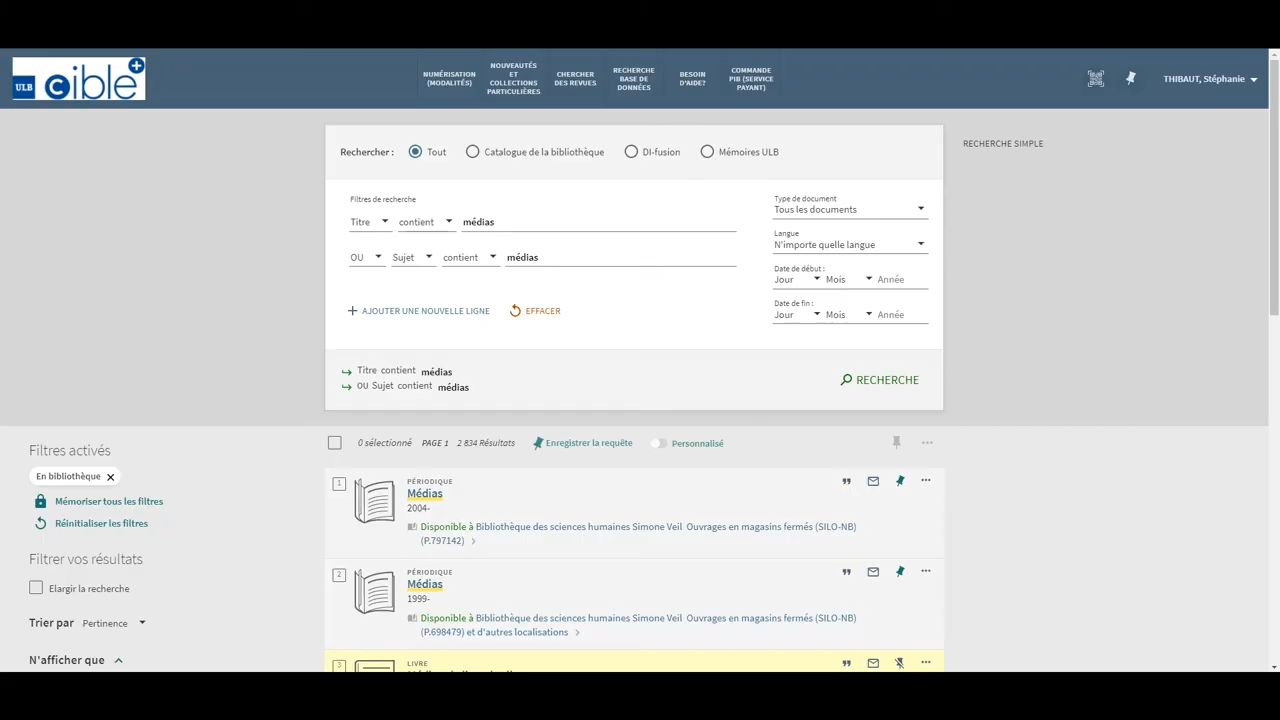 ULB cible+
NUMÉRISATION
(MODALITÉS)
NOUVEAUTÉS
ET
COLLECTIONS
PARTICULIÈRES
CHERCHER
DES REVUES
RECHERCHE
BASE DE
DONNÉES
BESOIN
D'AIDE?
COMMANDE
PIB (SERVICE
PAYANT)
THIBAUT, Stéphanie
Rechercher : Tout Catalogue de la bibliothèque DI-fusion Mémoires ULB
RECHERCHE SIMPLE
Filtres de recherche
Titre contient médias
OU Sujet contient médias
+ AJOUTER UNE NOUVELLE LIGNE EFFACER
Type de document
Tous les documents
Langue
N'importe quelle langue
Date de début :
Jour Mois Année
Date de fin :
Jour Mois Année
Titre contient médias
OU Sujet contient médias
RECHERCHE
Filtres activés
En bibliothèque
Mémoriser tous les filtres
Réinitialiser les filtres
Filtrer vos résultats
Elargir la recherche
Trier par Pertinence
N'afficher que
0 sélectionné PAGE 1 2 834 Résultats Enregistrer la requête Personnalisé
1
PÉRIODIQUE
Médias
2004-
Disponible à Bibliothèque des sciences humaines Simone Veil Ouvrages en magasins fermés (SILO-NB)
(P.797142)
2
PÉRIODIQUE
Médias
1999-
Disponible à Bibliothèque des sciences humaines Simone Veil Ouvrages en magasins fermés (SILO-NB)
(P.698479) et d'autres localisations
3
LIVRE